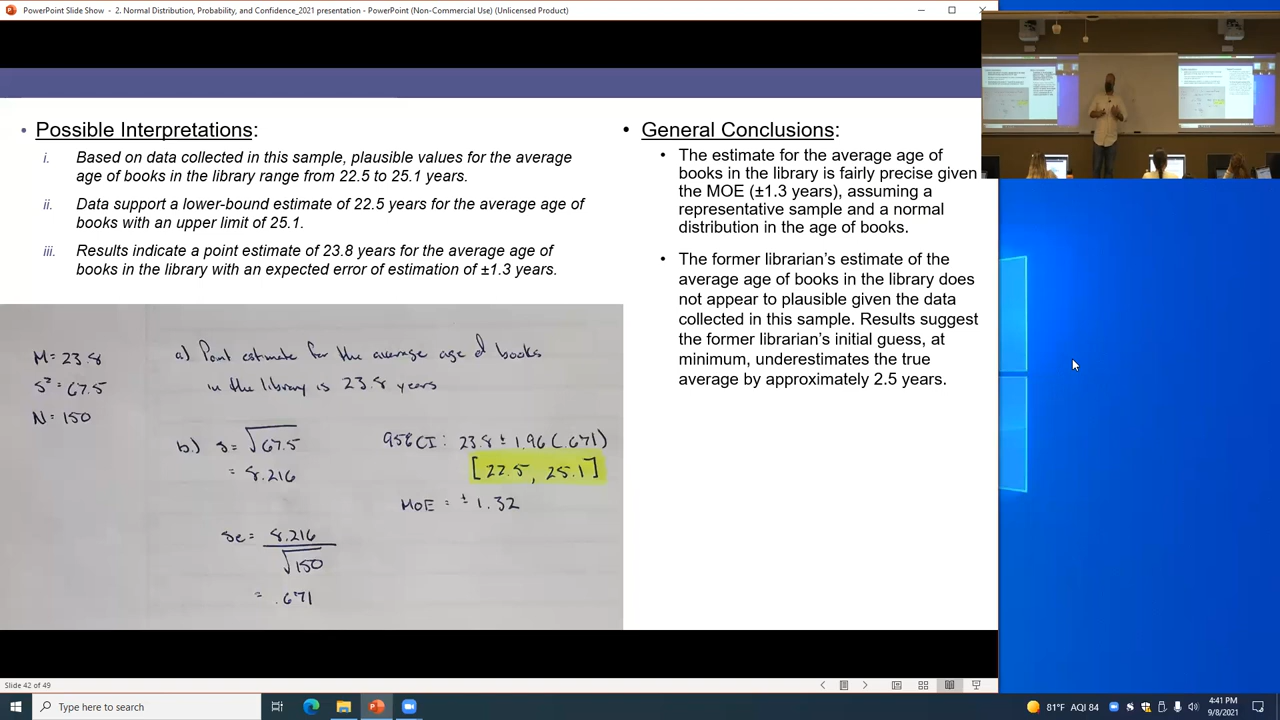 PowerPoint Slide Show - 2. Normal Distribution, Probability, and Confidence_2021 presentation - PowerPoint (Non-Commercial Use) (Unlicensed Product)
• Possible Interpretations:
i. Based on data collected in this sample, plausible values for the average
age of books in the library range from 22.5 to 25.1 years.
ii. Data support a lower-bound estimate of 22.5 years for the average age of
books with an upper limit of 25.1.
iii. Results indicate a point estimate of 23.8 years for the average age of
books in the library with an expected error of estimation of ±1.3 years.
• General Conclusions:
• The estimate for the average age of
books in the library is fairly precise given
the MOE (±1.3 years), assuming a
representative sample and a normal
distribution in the age of books.
• The former librarian's estimate of the
average age of books in the library does
not appear to plausible given the data
collected in this sample. Results suggest
the former librarian's initial guess, at
minimum, underestimates the true
average by approximately 2.5 years.
M = 23.8
S² = 67.5
N = 150
a) Point estimate for the average age of books
in the library is 23.8 years
b.) s = √67.5
= 8.216
se = 8.216
√150
= .671
95% CI: 23.8 ± 1.96 (.671)
[22.5, 25.1]
MOE = ± 1.32
Slide 42 of 49
Type here to search
81°F AQI 84
4:41 PM
9/8/2021